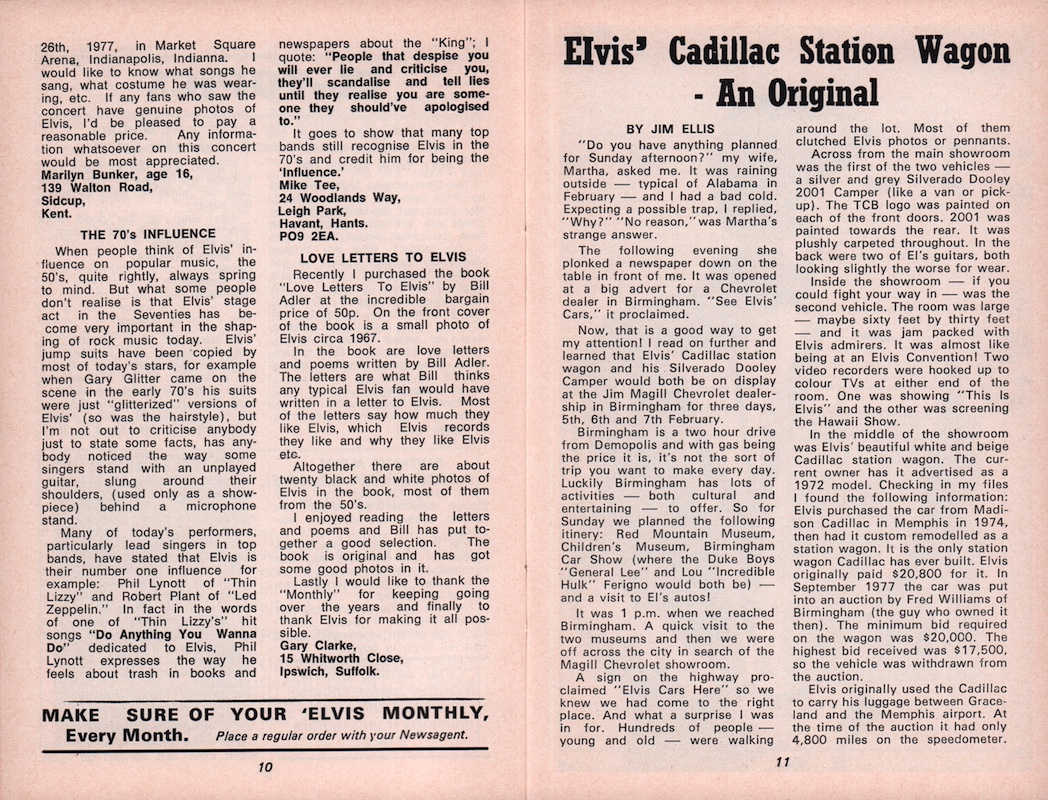 26th, 1977, in Market Square
Arena, Indianapolis, Indianna. I
would like to know what songs he
sang, what costume he was wear-
ing, etc. If any fans who saw the
concert have genuine photos of
Elvis, I'd be pleased to pay a
reasonable price. Any informa-
tion whatsoever on this concert
would be most appreciated.
Marilyn Bunker, age 16,
139 Walton Road,
Sidcup,
Kent.
THE 70's INFLUENCE
When people think of Elvis' in-
fluence on popular music, the
50's, quite rightly, always spring
to mind. But what some people
don't realise is that Elvis' stage
act in the Seventies has be-
come very important in the shap-
ing of rock music today. Elvis'
jump suits have been copied by
most of today's stars, for example
when Gary Glitter came on the
scene in the early 70's his suits
were just "glitterized" versions of
Elvis' (so was the hairstyle), but
I'm not out to criticise anybody
just to state some facts, has any-
body noticed the way some
singers stand with an unplayed
guitar, slung around their
shoulders, (used only as a show-
piece) behind a microphone
stand.
Many of today's performers,
particularly lead singers in top
bands, have stated that Elvis is
their number one influence for
example: Phil Lynott of "Thin
Lizzy" and Robert Plant of "Led
Zeppelin." In fact in the words
of one of "Thin Lizzy's" hit
songs "Do Anything You Wanna
Do" dedicated to Elvis, Phil
Lynott expresses the way he
feels about trash in books and
newspapers about the "King"; I
quote: "People that despise you
will ever lie and criticise you,
they'll scandalise and tell lies
until they realise you are some-
one they should've apologised
to."
It goes to show that many top
bands still recognise Elvis in the
70's and credit him for being the
'Influence.'
Mike Tee,
24 Woodlands Way,
Leigh Park,
Havant, Hants.
PO9 2EA.
LOVE LETTERS TO ELVIS
Recently I purchased the book
"Love Letters To Elvis" by Bill
Adler at the incredible bargain
price of 50p. On the front cover
of the book is a small photo of
Elvis circa 1967.
In the book are love letters
and poems written by Bill Adler.
The letters are what Bill thinks
any typical Elvis fan would have
written in a letter to Elvis. Most
of the letters say how much they
like Elvis, which Elvis records
they like and why they like Elvis
etc.
Altogether there are about
twenty black and white photos of
Elvis in the book, most of them
from the 50's.
I enjoyed reading the letters
and poems and Bill has put to-
gether a good selection. The
book is original and has got
some good photos in it.
Lastly I would like to thank the
"Monthly" for keeping going
over the years and finally to
thank Elvis for making it all pos-
sible.
Gary Clarke,
15 Whitworth Close,
Ipswich, Suffolk.
MAKE SURE OF YOUR 'ELVIS MONTHLY,
Every Month. Place a regular order with your Newsagent.
10
Elvis' Cadillac Station Wagon
- An Original
BY JIM ELLIS
"Do you have anything planned
for Sunday afternoon?" my wife,
Martha, asked me. It was raining
outside — typical of Alabama in
February — and I had a bad cold.
Expecting a possible trap, I replied,
"Why?" "No reason," was Martha's
strange answer.
The following evening she
plonked a newspaper down on the
table in front of me. It was opened
at a big advert for a Chevrolet
dealer in Birmingham. "See Elvis'
Cars," it proclaimed.
Now, that is a good way to get
my attention! I read on further and
learned that Elvis' Cadillac station
wagon and his Silverado Dooley
Camper would both be on display
at the Jim Magill Chevrolet dealer-
ship in Birmingham for three days,
5th, 6th and 7th February.
Birmingham is a two hour drive
from Demopolis and with gas being
the price it is, it's not the sort of
trip you want to make every day.
Luckily Birmingham has lots of
activities — both cultural and
entertaining — to offer. So for
Sunday we planned the following
itinery: Red Mountain Museum,
Children's Museum, Birmingham
Car Show (where the Duke Boys
"General Lee" and Lou "Incredible
Hulk" Ferigno would both be) —
and a visit to El's autos!
It was 1 p.m. when we reached
Birmingham. A quick visit to the
two museums and then we were
off across the city in search of the
Magill Chevrolet showroom.
A sign on the highway pro-
claimed "Elvis Cars Here" so we
knew we had come to the right
place. And what a surprise I was
in for. Hundreds of people —
young and old — were walking
around the lot. Most of them
clutched Elvis photos or pennants.
Across from the main showroom
was the first of the two vehicles —
a silver and grey Silverado Dooley
2001 Camper (like a van or pick-
up). The TCB logo was painted on
each of the front doors. 2001 was
painted towards the rear. It was
plushly carpeted throughout. In the
back were two of El's guitars, both
looking slightly the worse for wear.
Inside the showroom — if you
could fight your way in — was the
second vehicle. The room was large
— maybe sixty feet by thirty feet
— and it was jam packed with
Elvis admirers. It was almost like
being at an Elvis Convention! Two
video recorders were hooked up to
colour TVs at either end of the
room. One was showing "This Is
Elvis" and the other was screening
the Hawaii Show.
In the middle of the showroom
was Elvis' beautiful white and beige
Cadillac station wagon. The cur-
rent owner has it advertised as a
1972 model. Checking in my files
I found the following information:
Elvis purchased the car from Madi-
son Cadillac in Memphis in 1974,
then had it custom remodelled as a
station wagon. It is the only station
wagon Cadillac has ever built. Elvis
originally paid $20,800 for it. In
September 1977 the car was put
into an auction by Fred Williams of
Birmingham (the guy who owned it
then). The minimum bid required
on the wagon was $20,000. The
highest bid received was $17,500,
so the vehicle was withdrawn from
the auction.
Elvis originally used the Cadillac
to carry his luggage between Grace-
land and the Memphis airport. At
the time of the auction it had only
4,800 miles on the speedometer.
11